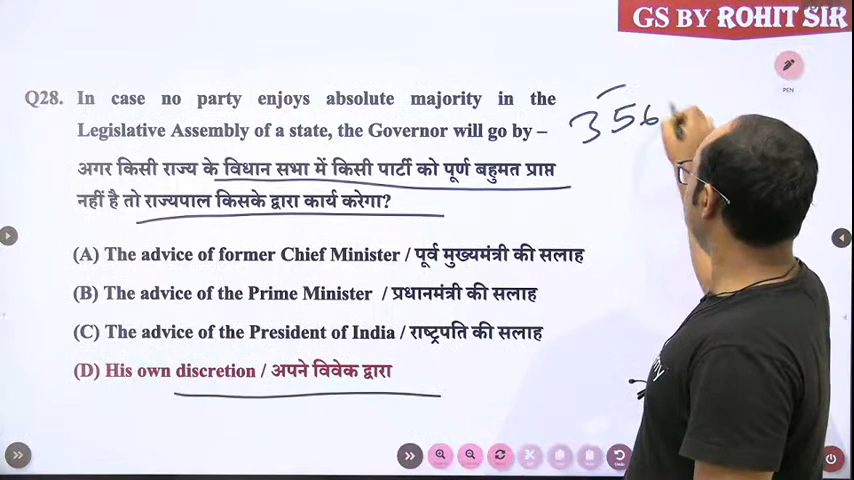 GS BY ROHIT SIR
PEN
Q28. In case no party enjoys absolute majority in the
Legislative Assembly of a state, the Governor will go by –
अगर किसी राज्य के विधान सभा में किसी पार्टी को पूर्ण बहुमत प्राप्त
नहीं है तो राज्यपाल किसके द्वारा कार्य करेगा?
356
(A) The advice of former Chief Minister / पूर्व मुख्यमंत्री की सलाह
(B) The advice of the Prime Minister / प्रधानमंत्री की सलाह
(C) The advice of the President of India / राष्ट्रपति की सलाह
(D) His own discretion / अपने विवेक द्वारा
Undo